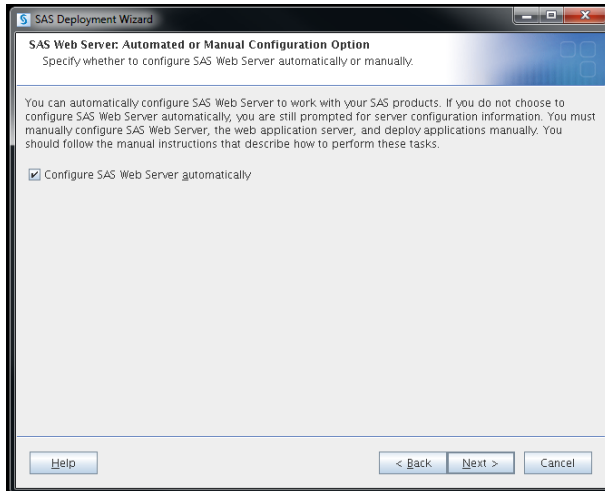 SAS Deployment Wizard
SAS Web Server: Automated or Manual Configuration Option
Specify whether to configure SAS Web Server automatically or manually.
You can automatically configure SAS Web Server to work with your SAS products. If you do not choose to
configure SAS Web Server automatically, you are still prompted for server configuration information. You must
manually configure SAS Web Server, the web application server, and deploy applications manually. You
should follow the manual instructions that describe how to perform these tasks.
Configure SAS Web Server automatically
Help
< Back
Next >
Cancel